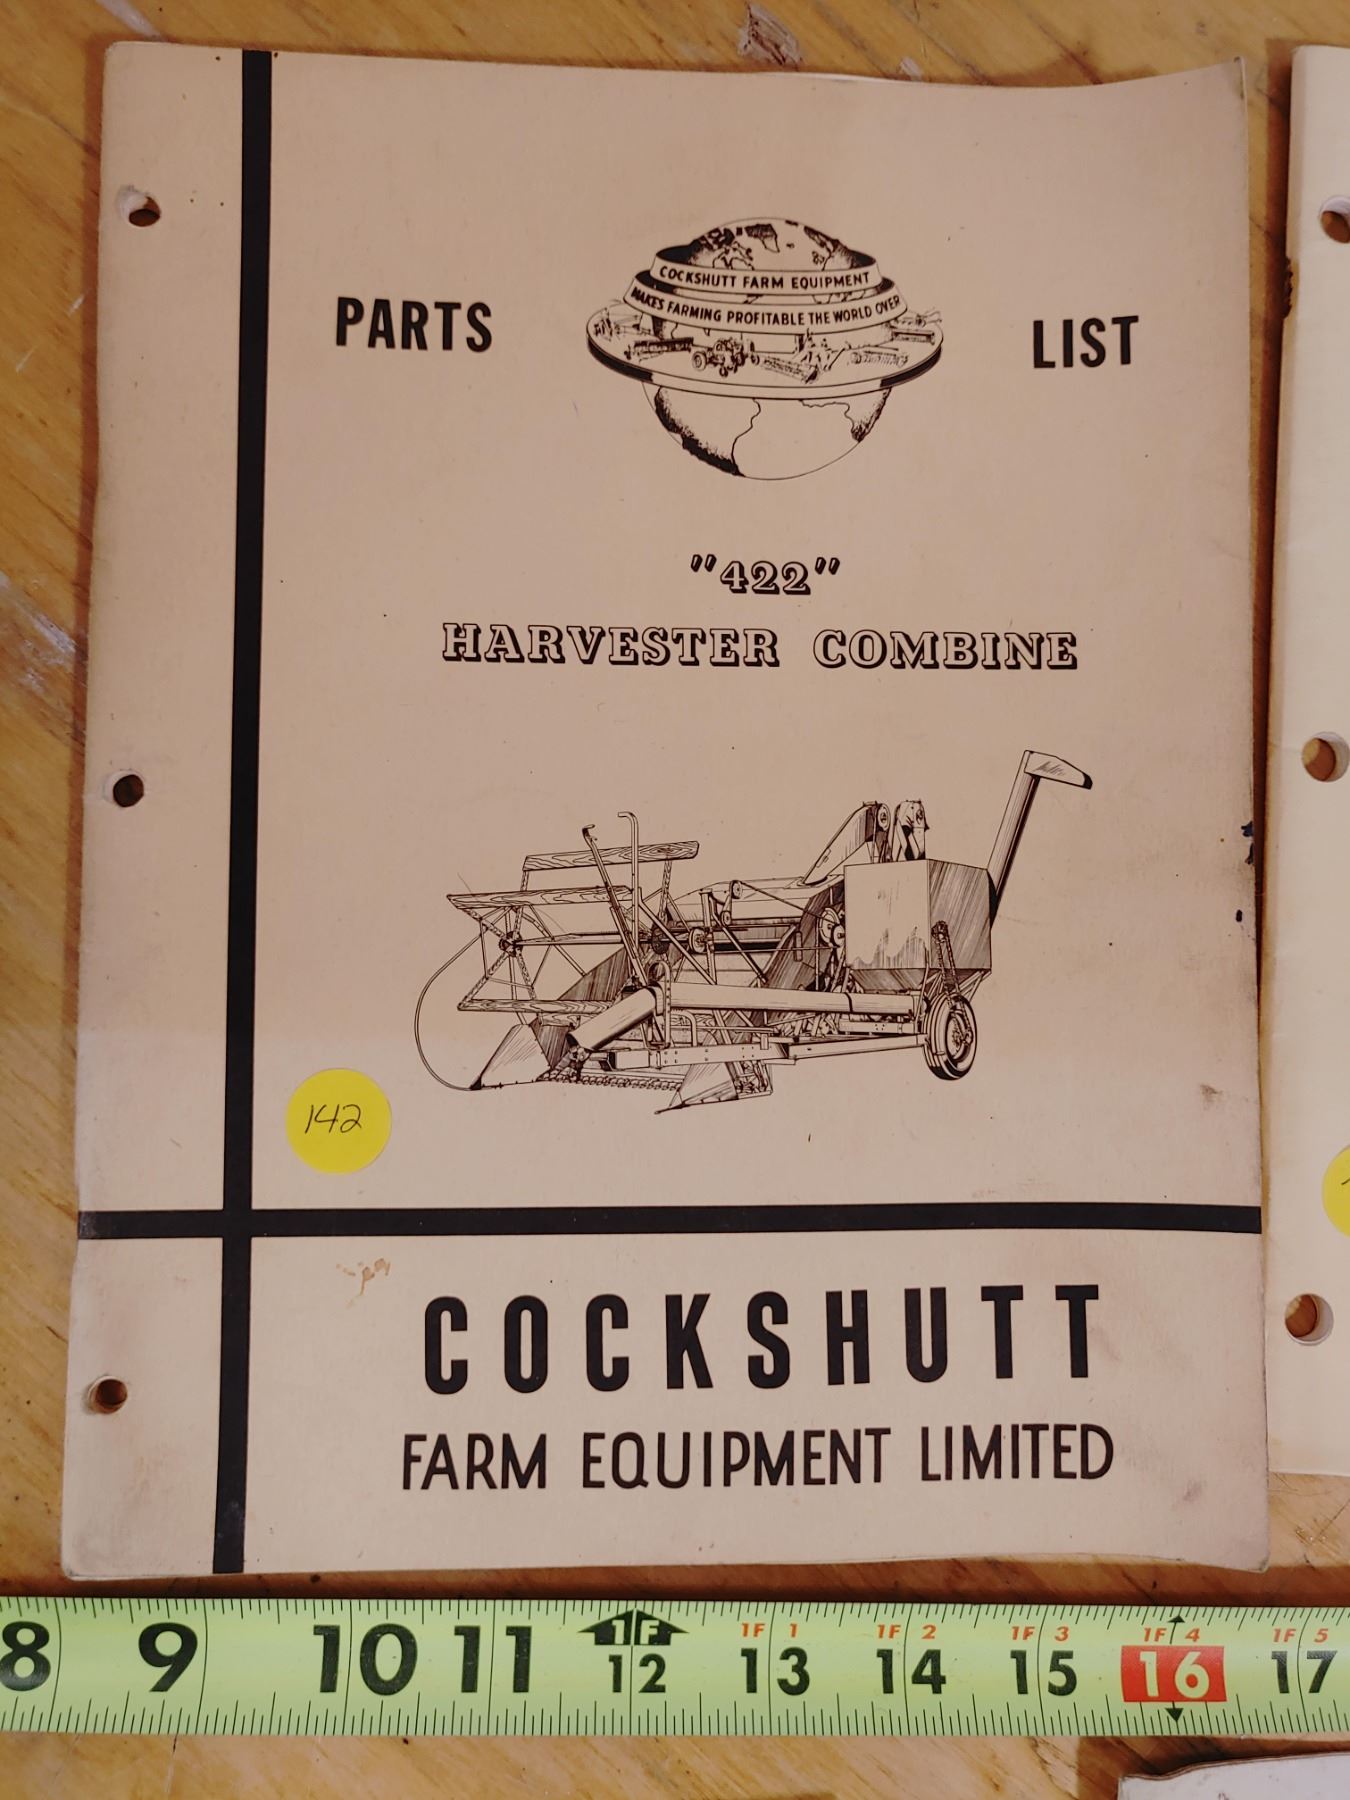 PARTS
LIST
COCKSHUTT FARM EQUIPMENT
MAKES FARMING PROFITABLE THE WORLD OVER
"422"
HARVESTER COMBINE
142
COCKSHUTT
FARM EQUIPMENT LIMITED
1F 1F 1 1F 2 1F 3 1F 4 1F 5
8 9 10 11 12 13 14 15 16 17